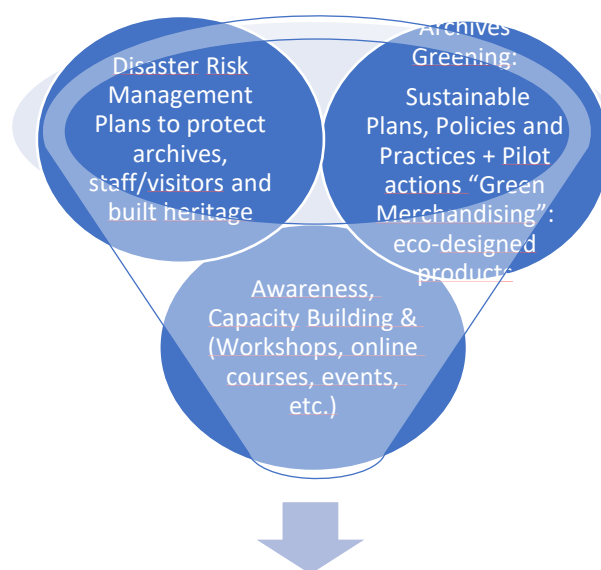 Disaster Risk
Management
Plans to protect
archives,
staff/visitors and
built heritage
Archives
Greening:
Sustainable
Plans, Policies and
Practices + Pilot
actions “Green
Merchandising”:
eco-designed
products
Awareness,
Capacity Building &
(Workshops, online
courses, events,
etc.)